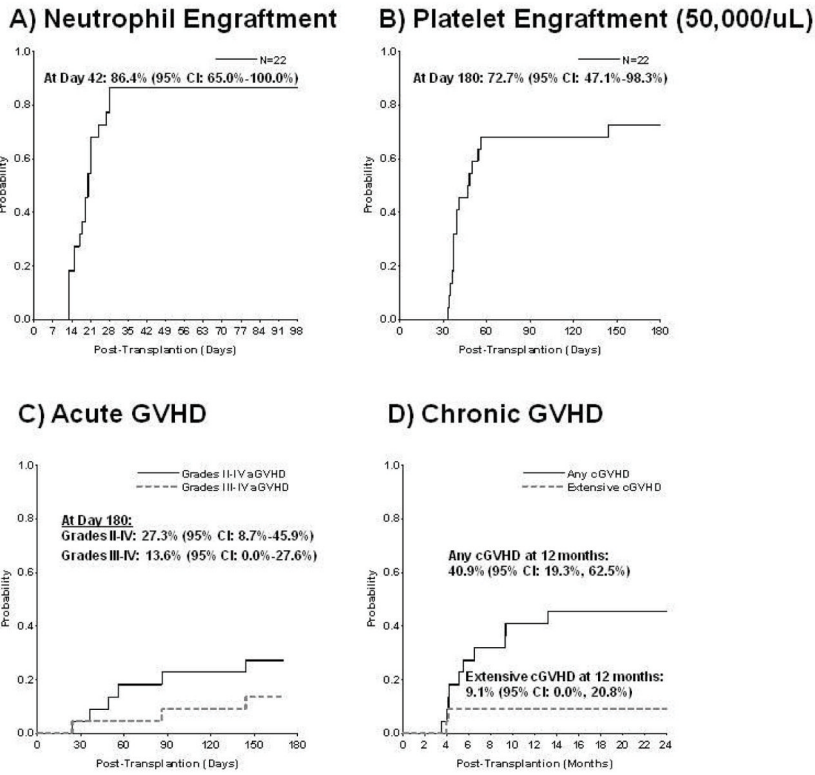 A) Neutrophil Engraftment
1.0
N=22
At Day 42: 86.4% (95% CI: 65.0%-100.0%)
0.8
0.6
Probability
0.4
0.2
0.0
0 7 14 21 28 35 42 49 56 63 70 77 84 91 98
Post-Transplantion (Days)
B) Platelet Engraftment (50,000/uL)
1.0
N=22
At Day 180: 72.7% (95% CI: 47.1%-98.3%)
0.8
0.6
Probability
0.4
0.2
0.0
0 30 60 90 120 150 180
Post-Transplantion (Days)
C) Acute GVHD
1.0
Grades II-IV aGVHD
Grades III-IV aGVHD
0.8
At Day 180:
Grades II-IV: 27.3% (95% CI: 8.7%-45.9%)
Grades III-IV: 13.6% (95% CI: 0.0%-27.6%)
0.6
Probability
0.4
0.2
0.0
0 30 60 90 120 150 180
Post-Transplantion (Days)
D) Chronic GVHD
1.0
Any cGVHD
Extensive cGVHD
0.8
Any cGVHD at 12 months:
40.9% (95% CI: 19.3%, 62.5%)
0.6
Probability
0.4
Extensive cGVHD at 12 months:
9.1% (95% CI: 0.0%, 20.8%)
0.2
0.0
0 2 4 6 8 10 12 14 16 18 20 22 24
Post-Transplantion (Months)